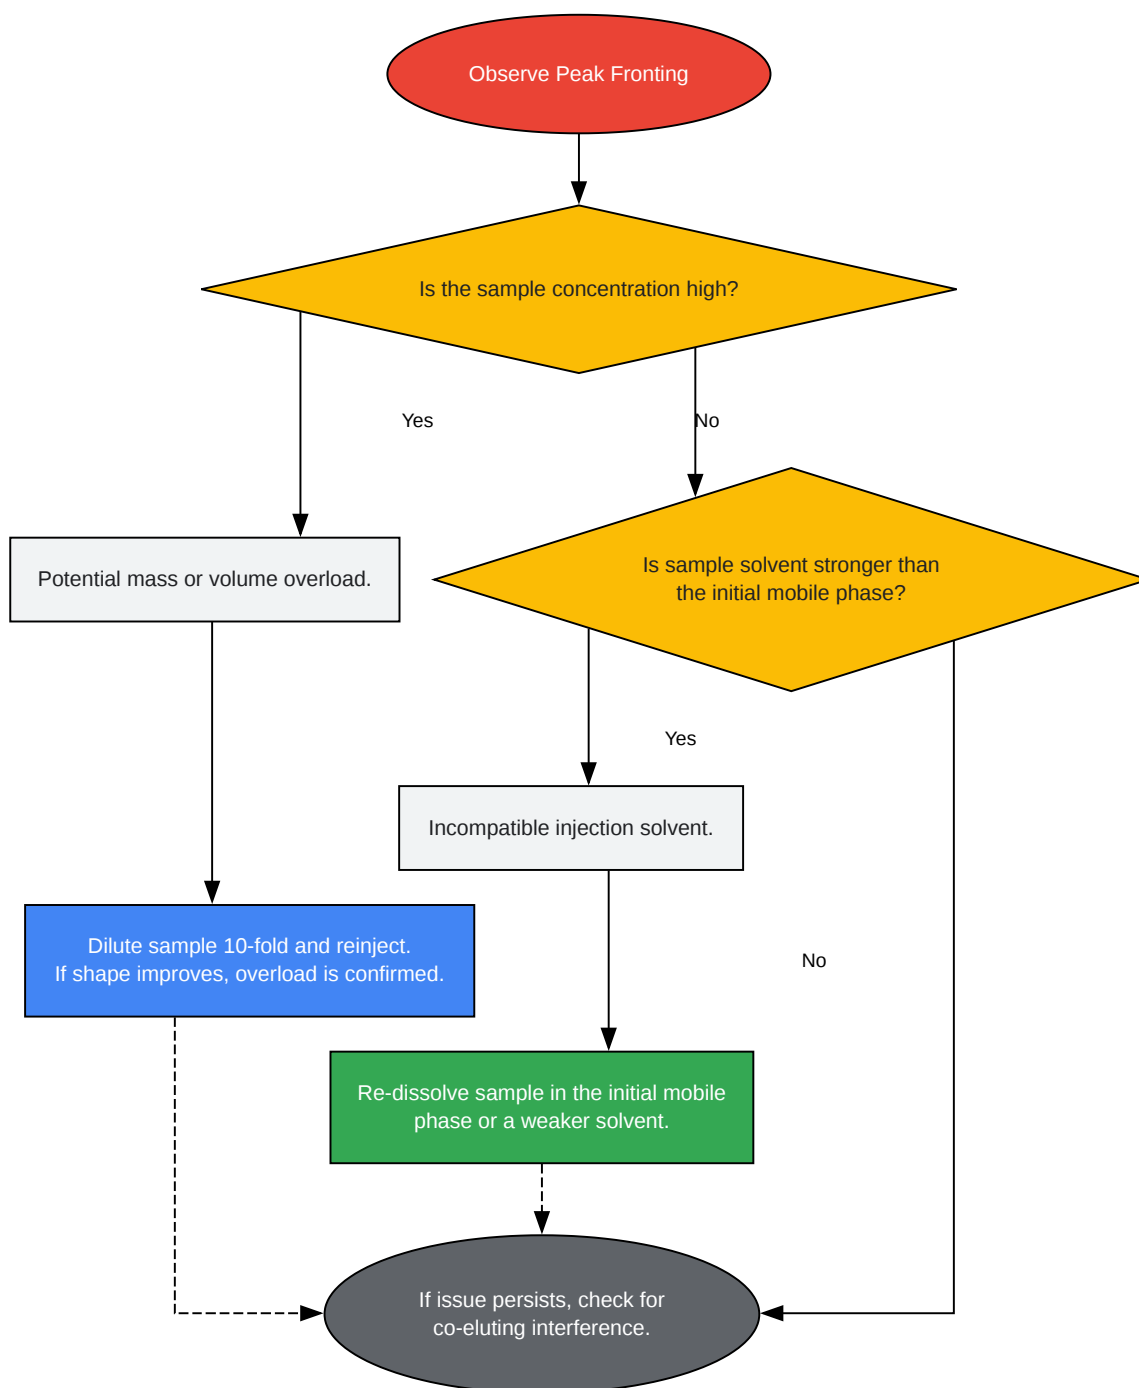 Observe Peak Fronting
Is the sample concentration high?
Yes
No
Potential mass or volume overload.
Is sample solvent stronger than
the initial mobile phase?
Yes
Incompatible injection solvent.
Dilute sample 10-fold and reinject.
If shape improves, overload is confirmed.
No
Re-dissolve sample in the initial mobile
phase or a weaker solvent.
If issue persists, check for
co-eluting interference.